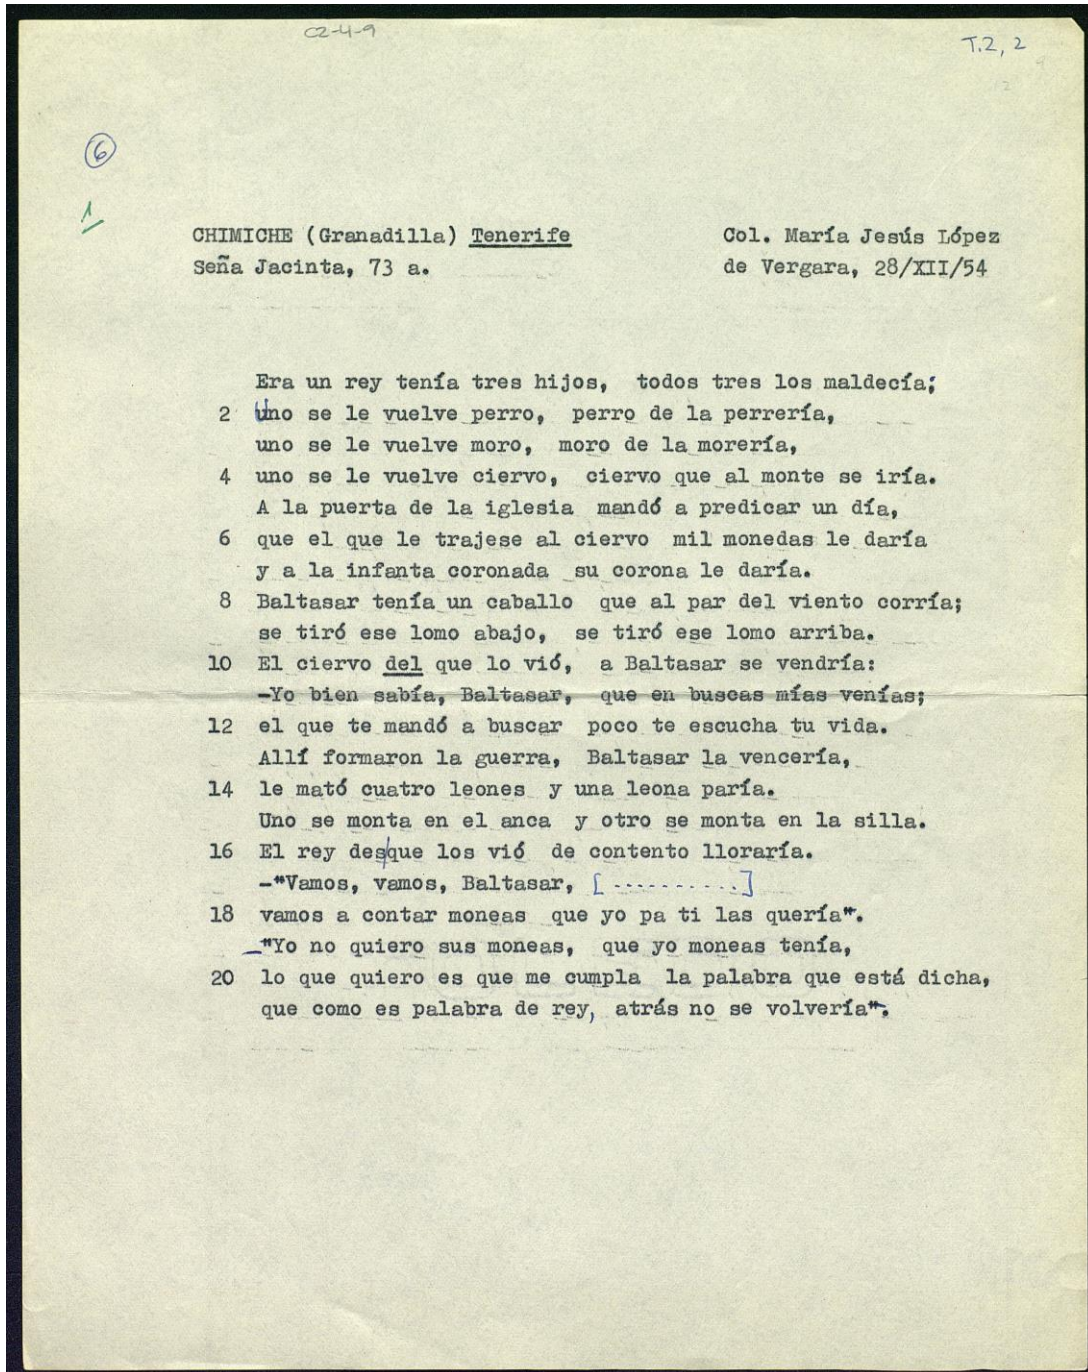 C2-4-9
T.2, 2
6
1
CHIMICHE (Granadilla) Tenerife Col. María Jesús López
Seña Jacinta, 73 a. de Vergara, 28/XII/54
Era un rey tenía tres hijos, todos tres los maldecía;
2 Uno se le vuelve perro, perro de la perrería,
uno se le vuelve moro, moro de la morería,
4 uno se le vuelve ciervo, ciervo que al monte se iría.
A la puerta de la iglesia mandó a predicar un día,
6 que el que le trajese al ciervo mil monedas le daría
y a la infanta coronada su corona le daría.
8 Baltasar tenía un caballo que al par del viento corría;
se tiró ese lomo abajo, se tiró ese lomo arriba.
10 El ciervo del que lo vió, a Baltasar se vendría:
-Yo bien sabía, Baltasar, que en buscas mías venías;
12 el que te mandó a buscar poco te escucha tu vida.
Allí formaron la guerra, Baltasar la vencería,
14 le mató cuatro leones y una leona paría.
Uno se monta en el anca y otro se monta en la silla.
16 El rey desque los vió de contento lloraría.
-"Vamos, vamos, Baltasar, [ .......... ]
18 vamos a contar moneas que yo pa ti las quería".
-"Yo no quiero sus moneas, que yo moneas tenía,
20 lo que quiero es que me cumpla la palabra que está dicha,
que como es palabra de rey, atrás no se volvería".